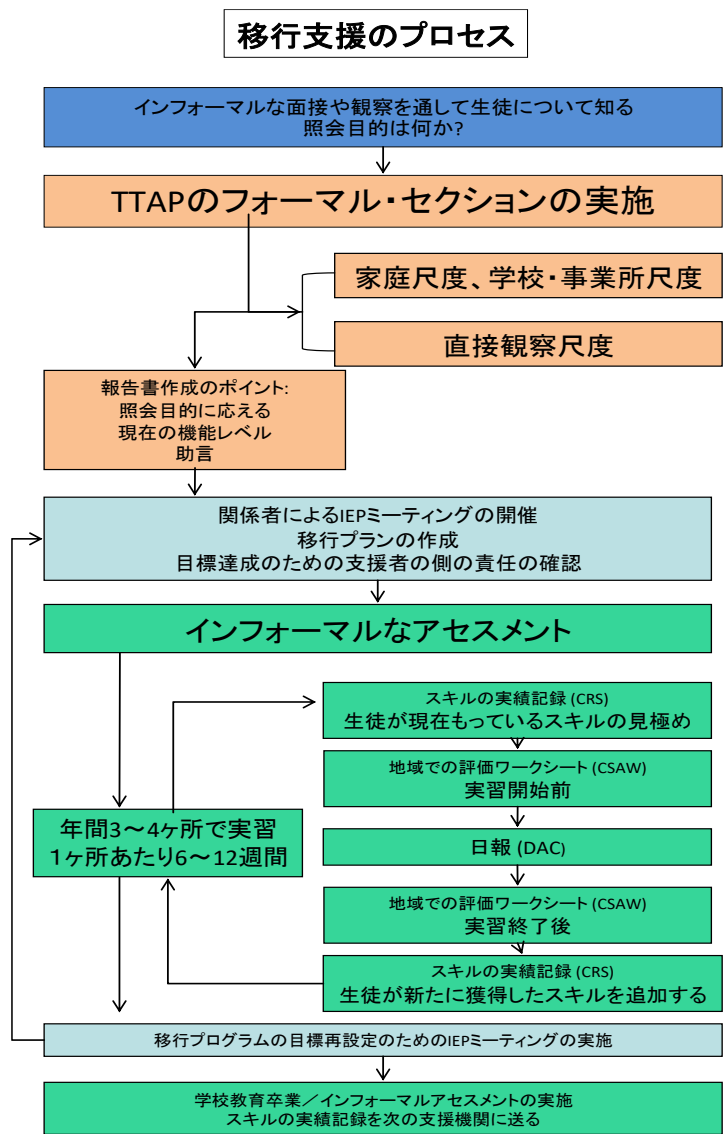 移行支援のプロセス
インフォーマルな面接や観察を通して生徒について知る
照会目的は何か?
TTAPのフォーマル・セクションの実施
家庭尺度、学校・事業所尺度
直接観察尺度
報告書作成のポイント:
照会目的に応える
現在の機能レベル
助言
関係者によるIEPミーティングの開催
移行プランの作成
目標達成のための支援者の側の責任の確認
インフォーマルなアセスメント
スキルの実績記録 (CRS)
生徒が現在もっているスキルの見極め
地域での評価ワークシート (CSAW)
実習開始前
年間3～4ヶ所で実習
1ヶ所あたり6～12週間
日報 (DAC)
地域での評価ワークシート (CSAW)
実習終了後
スキルの実績記録 (CRS)
生徒が新たに獲得したスキルを追加する
移行プログラムの目標再設定のためのIEPミーティングの実施
学校教育卒業／インフォーマルアセスメントの実施
スキルの実績記録を次の支援機関に送る